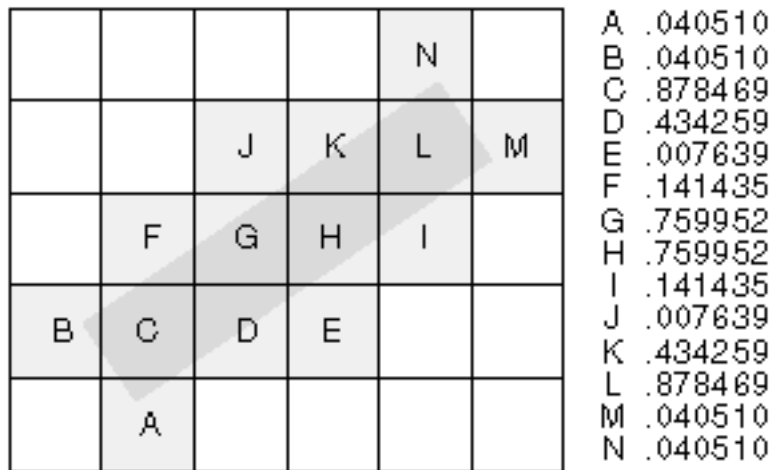 N
J K L M
F G H I
B C D E
A
A .040510
B .040510
C .878469
D .434259
E .007639
F .141435
G .759952
H .759952
I .141435
J .007639
K .434259
L .878469
M .040510
N .040510